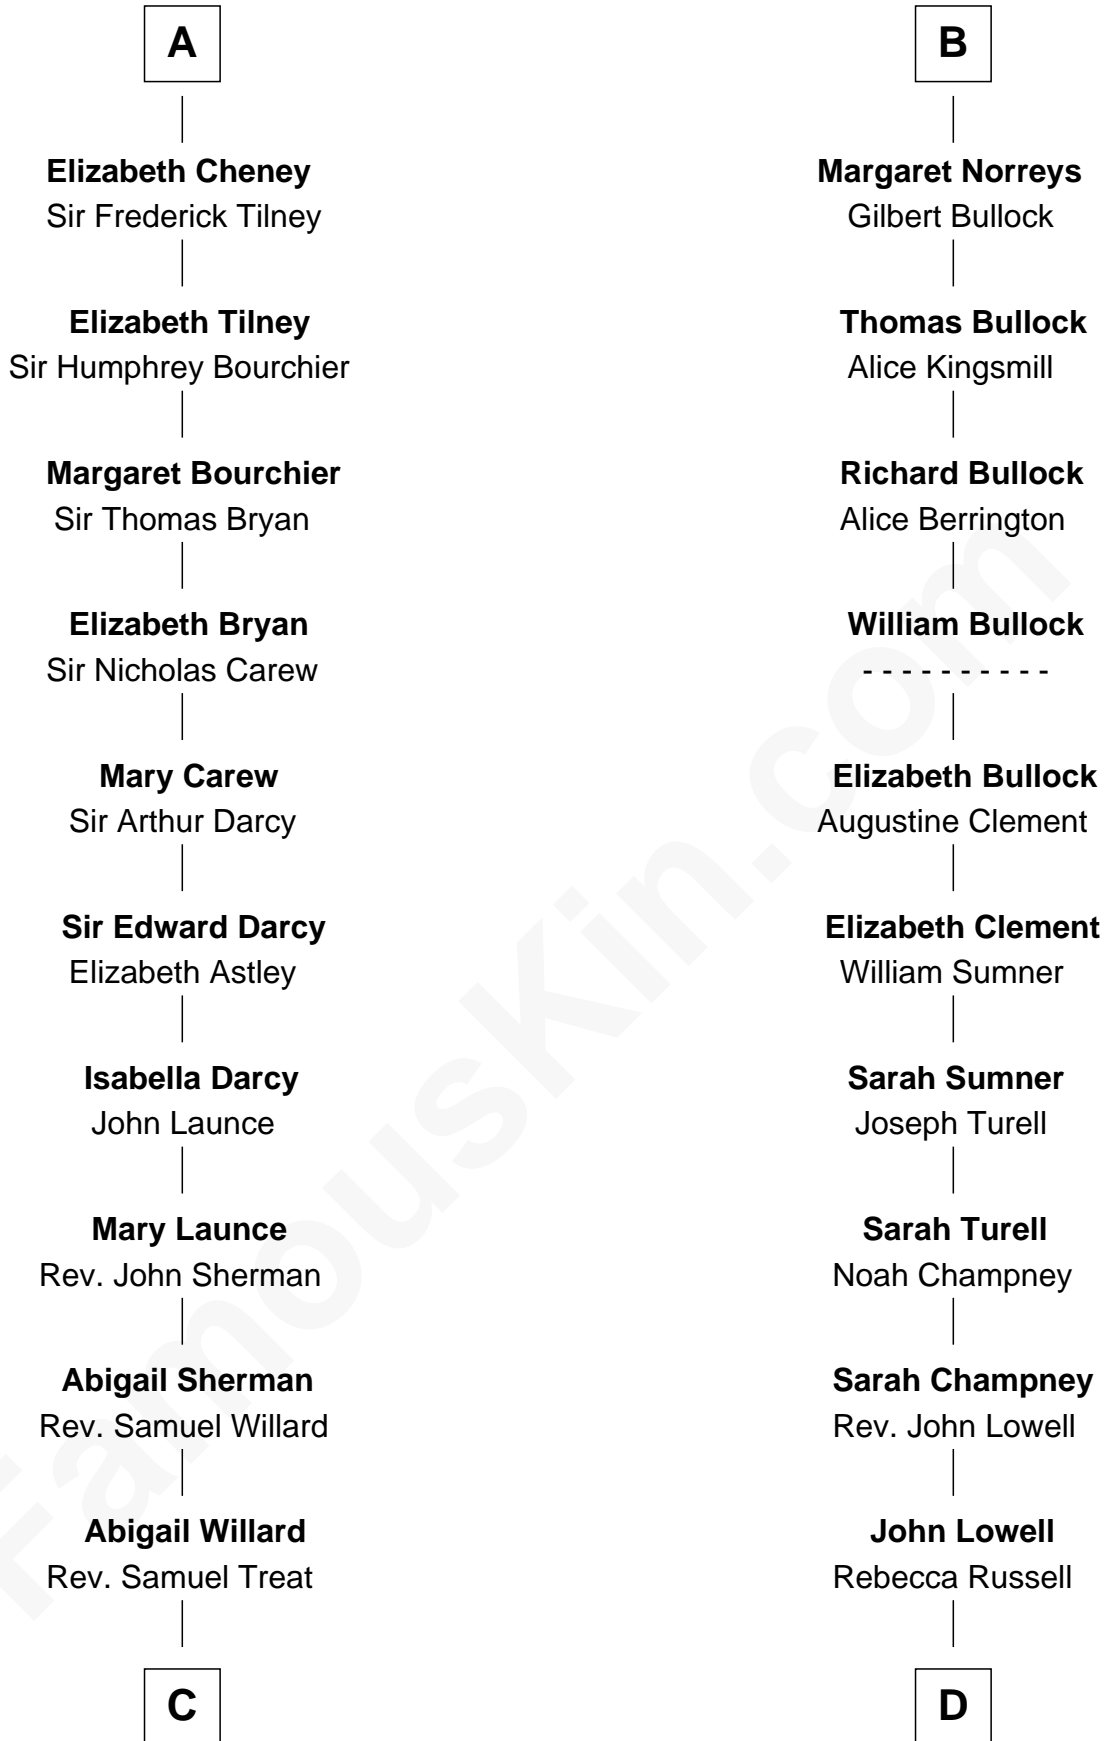 A
Elizabeth Cheney
Sir Frederick Tilney
Elizabeth Tilney
Sir Humphrey Bourchier
Margaret Bourchier
Sir Thomas Bryan
Elizabeth Bryan
Sir Nicholas Carew
Mary Carew
Sir Arthur Darcy
Sir Edward Darcy
Elizabeth Astley
Isabella Darcy
John Launce
Mary Launce
Rev. John Sherman
Abigail Sherman
Rev. Samuel Willard
Abigail Willard
Rev. Samuel Treat
C
B
Margaret Norreys
Gilbert Bullock
Thomas Bullock
Alice Kingsmill
Richard Bullock
Alice Berrington
William Bullock
- - - - - - - - - -
Elizabeth Bullock
Augustine Clement
Elizabeth Clement
William Sumner
Sarah Sumner
Joseph Turell
Sarah Turell
Noah Champney
Sarah Champney
Rev. John Lowell
John Lowell
Rebecca Russell
D
FamousKin.com